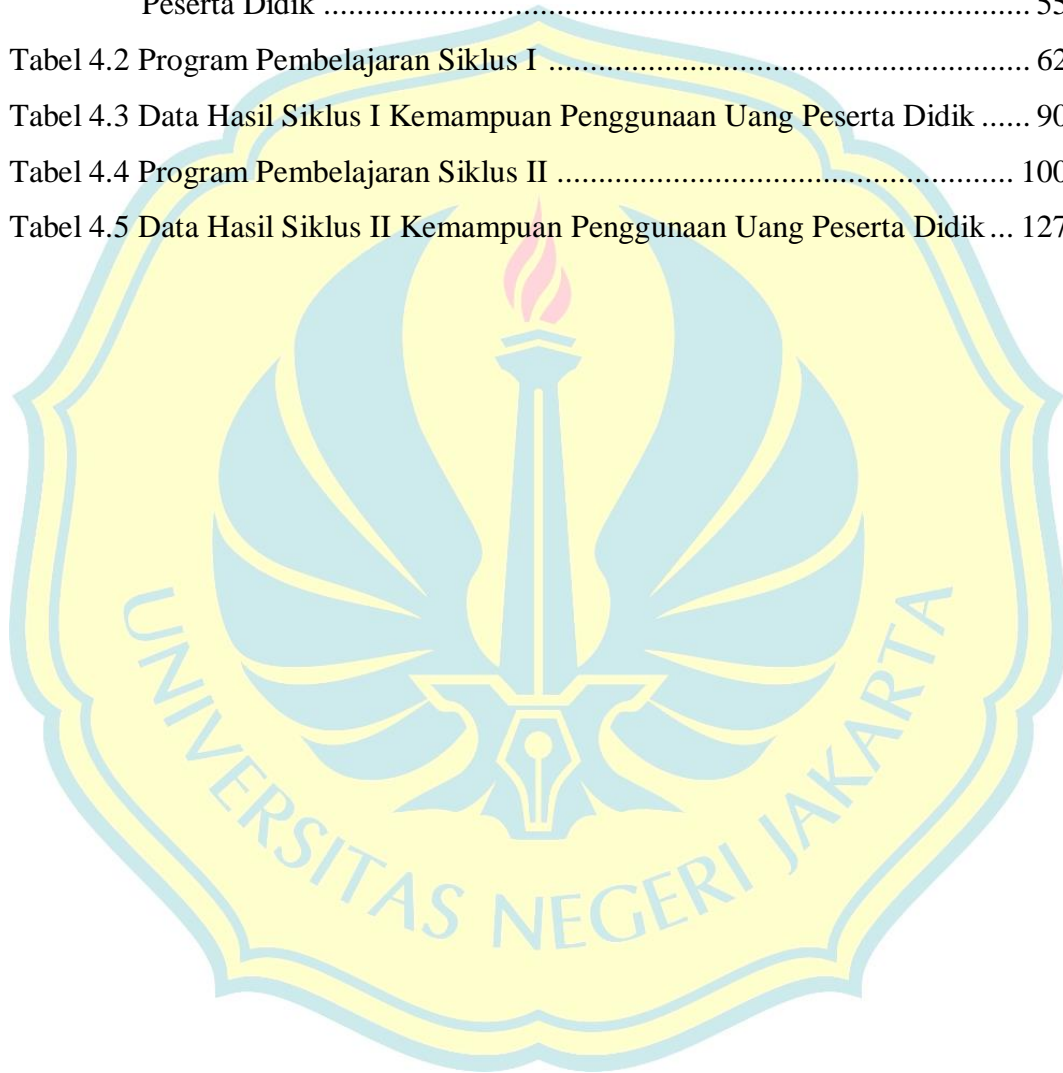 Peserta Didik ........................................................................................ 55
Tabel 4.2 Program Pembelajaran Siklus I ............................................................ 62
Tabel 4.3 Data Hasil Siklus I Kemampuan Penggunaan Uang Peserta Didik ...... 90
Tabel 4.4 Program Pembelajaran Siklus II ......................................................... 100
Tabel 4.5 Data Hasil Siklus II Kemampuan Penggunaan Uang Peserta Didik ... 127
UNIVERSITAS NEGERI JAKARTA